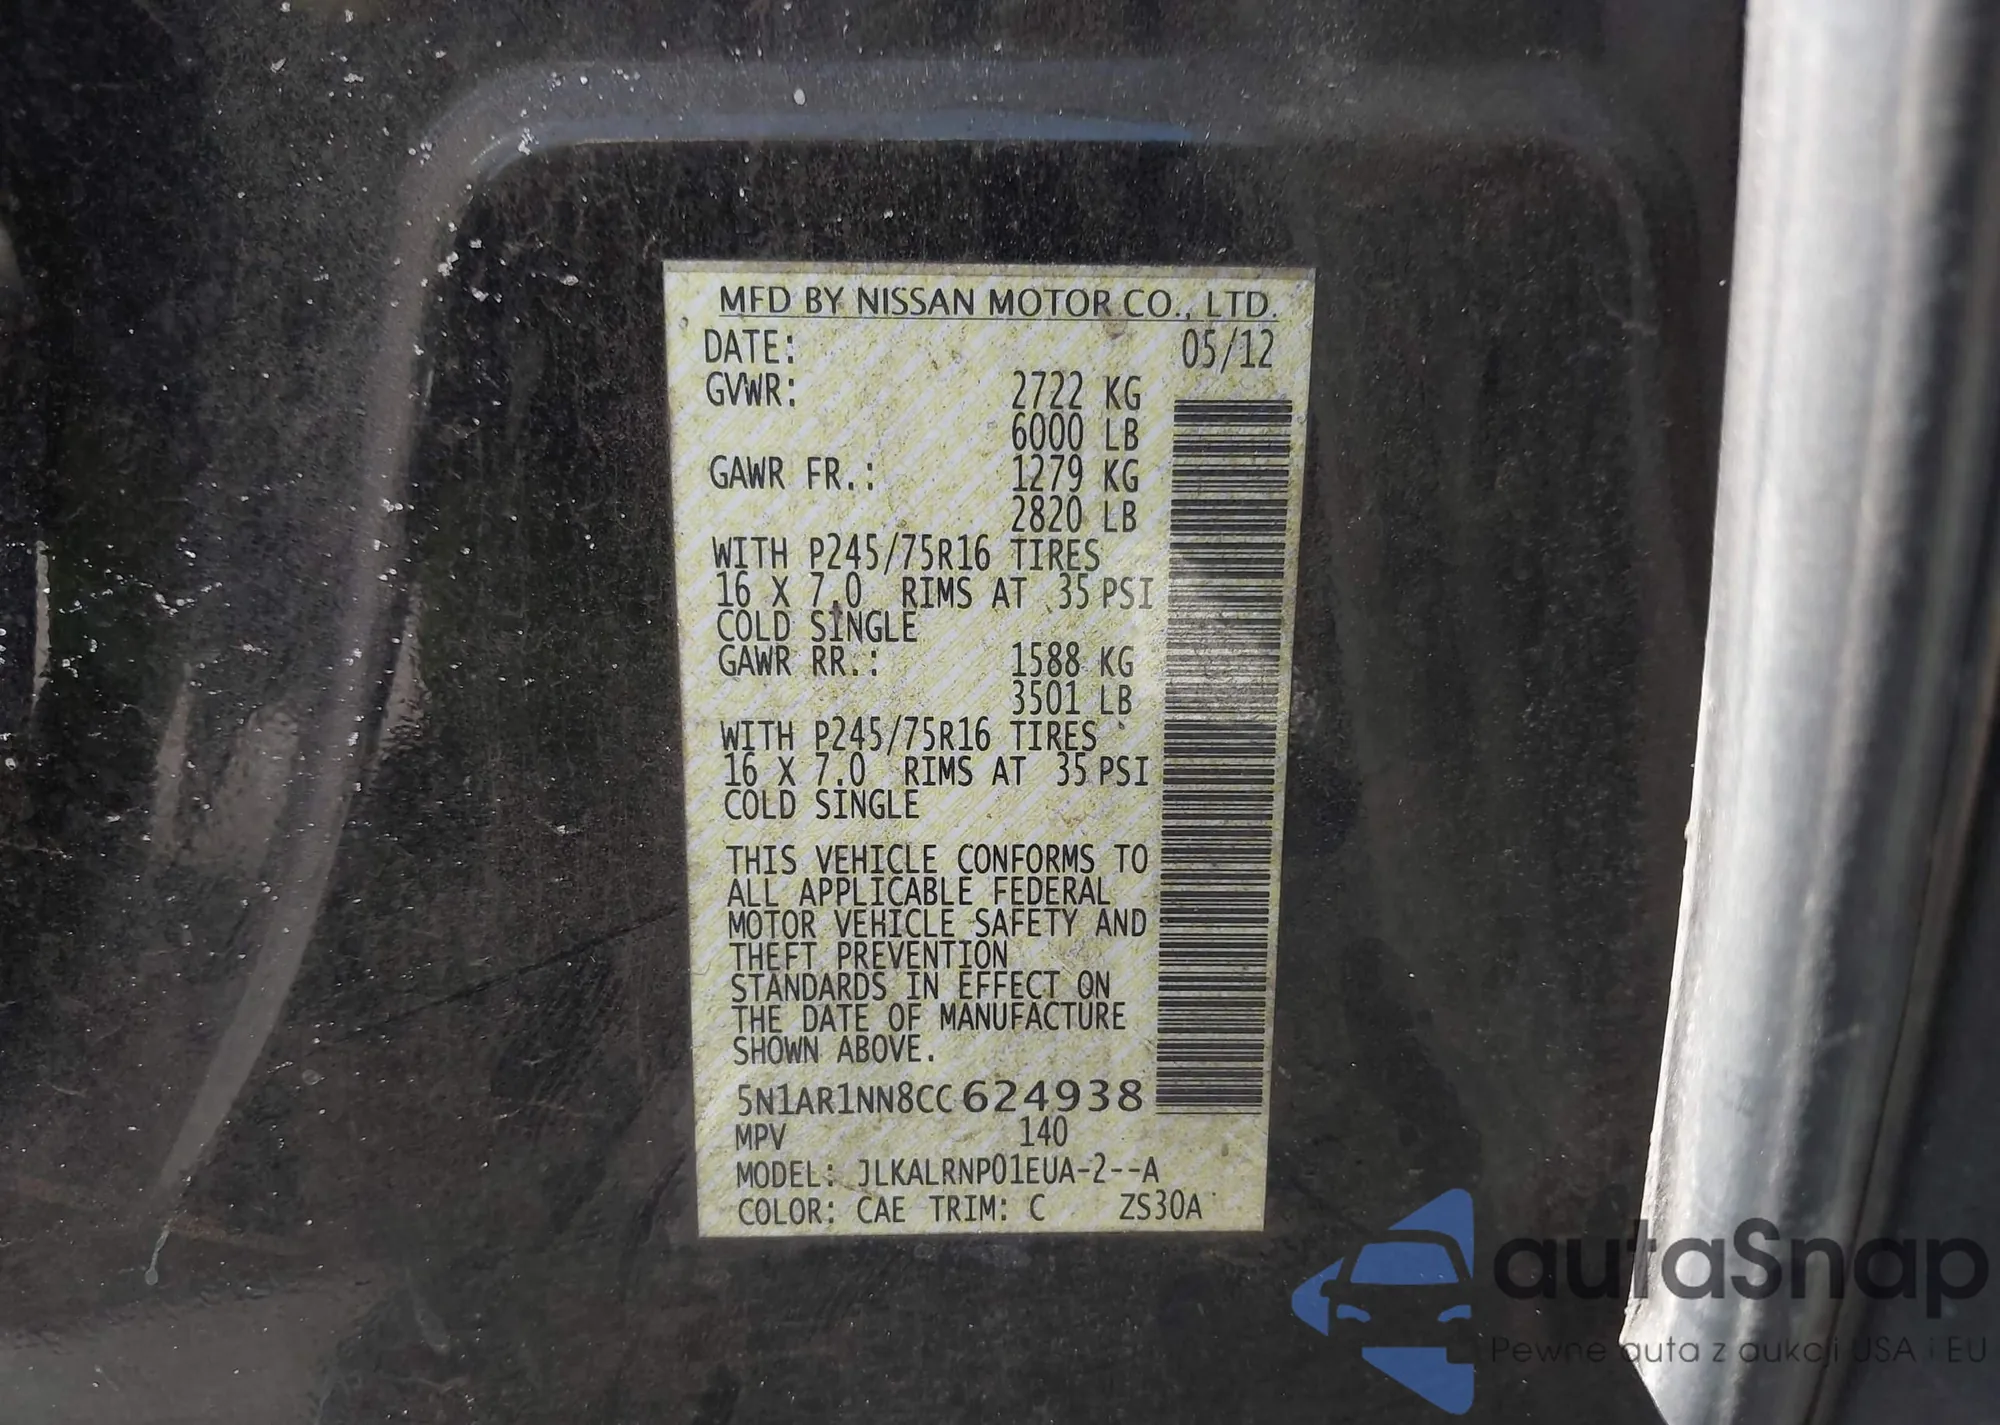 MFD BY NISSAN MOTOR CO., LTD.
DATE: 05/12
GVWR: 2722 KG
6000 LB
GAWR FR.: 1279 KG
2820 LB
WITH P245/75R16 TIRES
16 X 7.0 RIMS AT 35 PSI
COLD SINGLE
GAWR RR.: 1588 KG
3501 LB
WITH P245/75R16 TIRES
16 X 7.0 RIMS AT 35 PSI
COLD SINGLE
THIS VEHICLE CONFORMS TO
ALL APPLICABLE FEDERAL
MOTOR VEHICLE SAFETY AND
THEFT PREVENTION
STANDARDS IN EFFECT ON
THE DATE OF MANUFACTURE
SHOWN ABOVE.
5N1AR1NN8CC624938
MPV 140
MODEL: JLKALRNP01EUA-2--A
COLOR: CAE TRIM: C ZS30A
autaSnap
Pewne auta z aukcji USA i EU